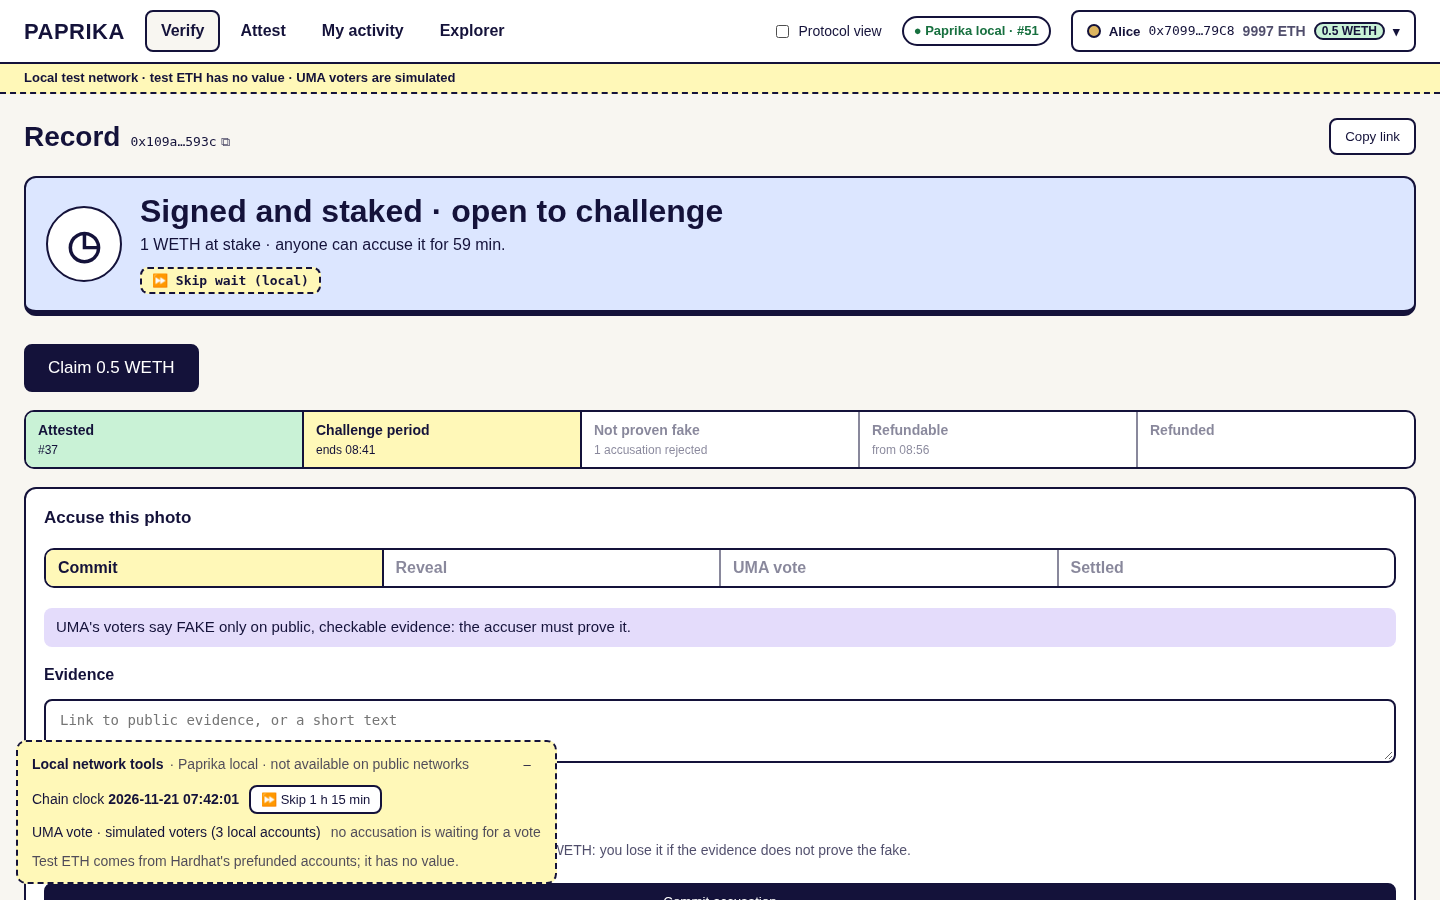 PAPRIKA Verify Attest My activity Explorer Protocol view ● Paprika local · #51 Alice 0x7099…79C8 9997 ETH 0.5 WETH ▾
Local test network · test ETH has no value · UMA voters are simulated
Record 0x109a…593c Copy link
Signed and staked · open to challenge
1 WETH at stake · anyone can accuse it for 59 min.
⏩ Skip wait (local)
Claim 0.5 WETH
Attested Challenge period Not proven fake Refundable Refunded
#37 ends 08:41 1 accusation rejected from 08:56
Accuse this photo
Commit Reveal UMA vote Settled
UMA's voters say FAKE only on public, checkable evidence: the accuser must prove it.
Evidence
Link to public evidence, or a short text
Local network tools · Paprika local · not available on public networks –
Chain clock 2026-11-21 07:42:01 ⏩ Skip 1 h 15 min
UMA vote · simulated voters (3 local accounts) no accusation is waiting for a vote
WETH: you lose it if the evidence does not prove the fake.
Test ETH comes from Hardhat's prefunded accounts; it has no value.